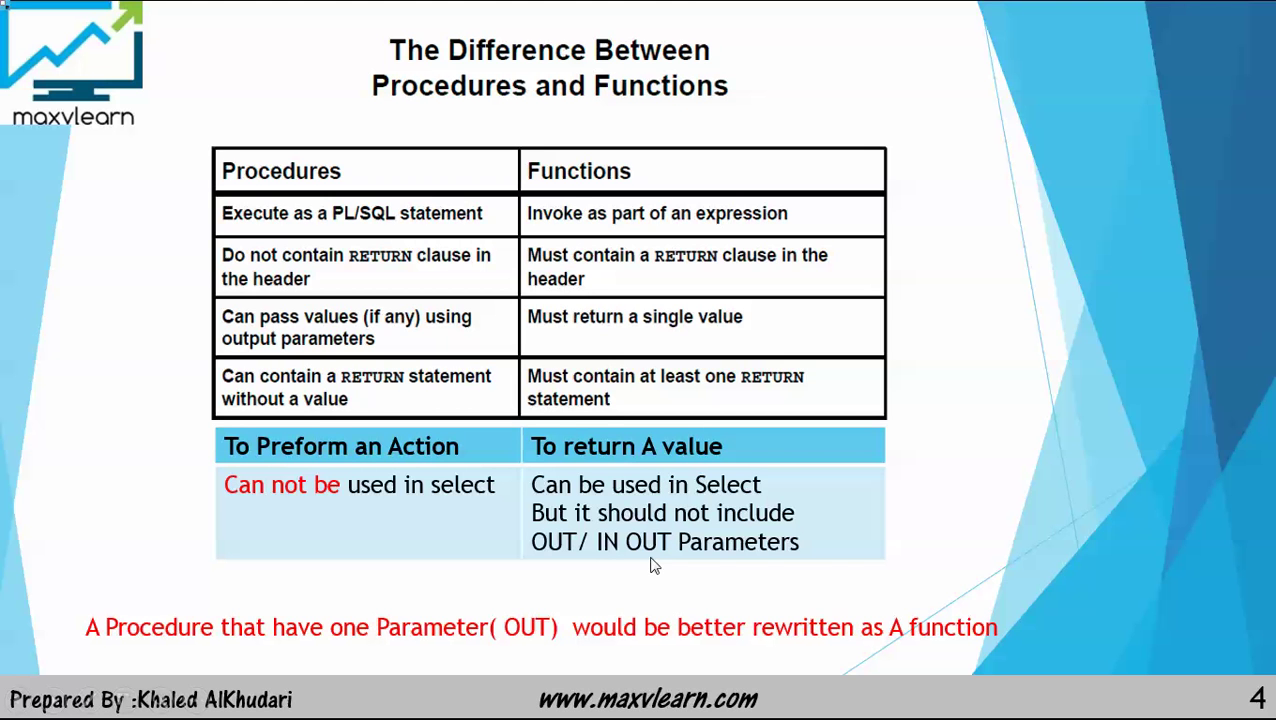 maxvlearn
The Difference Between
Procedures and Functions
Procedures
Functions
Execute as a PL/SQL statement
Invoke as part of an expression
Do not contain RETURN clause in
the header
Must contain a RETURN clause in the
header
Can pass values (if any) using
output parameters
Must return a single value
Can contain a RETURN statement
without a value
Must contain at least one RETURN
statement
To Preform an Action
To return A value
Can not be used in select
Can be used in Select
But it should not include
OUT/ IN OUT Parameters
A Procedure that have one Parameter( OUT) would be better rewritten as A function
Prepared By :Khaled AlKhudari
www.maxvlearn.com
4